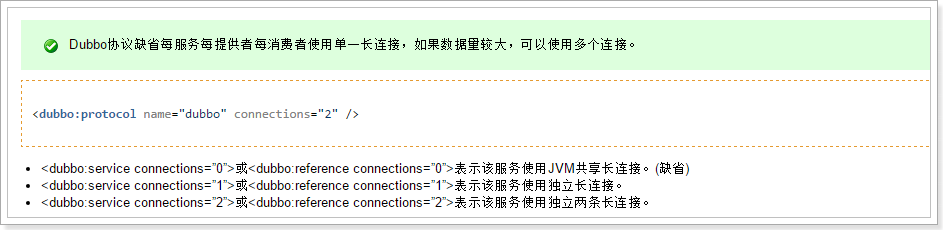 Dubbo协议缺省每服务每提供者每消费者使用单一长连接，如果数据量较大，可以使用多个连接。
<dubbo:protocol name="dubbo" connections="2" />
<dubbo:service connections="0">或<dubbo:reference connections="0">表示该服务使用JVM共享长连接。(缺省)
<dubbo:service connections="1">或<dubbo:reference connections="1">表示该服务使用独立长连接。
<dubbo:service connections="2">或<dubbo:reference connections="2">表示该服务使用独立两条长连接。